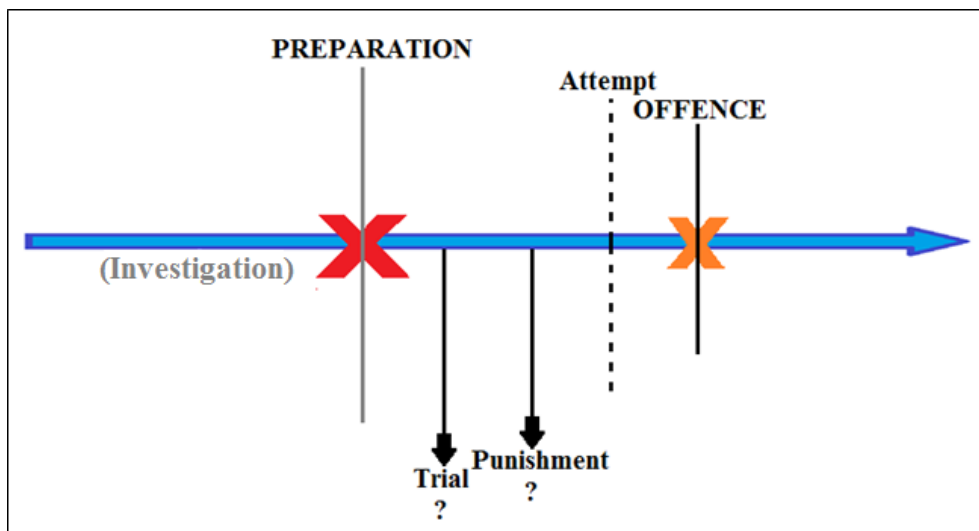 PREPARATION
Attempt
OFFENCE
(Investigation)
Trial
?
Punishment
?